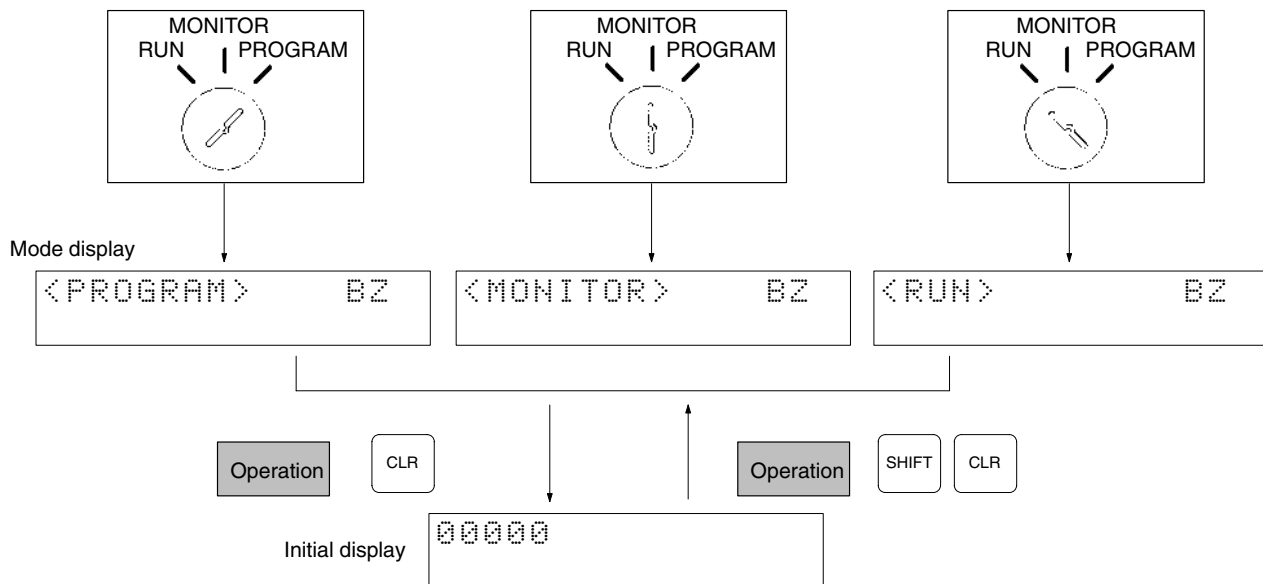 MONITOR
RUN PROGRAM
MONITOR
RUN PROGRAM
MONITOR
RUN PROGRAM
Mode display
<PROGRAM> BZ
<MONITOR> BZ
<RUN> BZ
Operation CLR
Operation SHIFT CLR
Initial display
00000